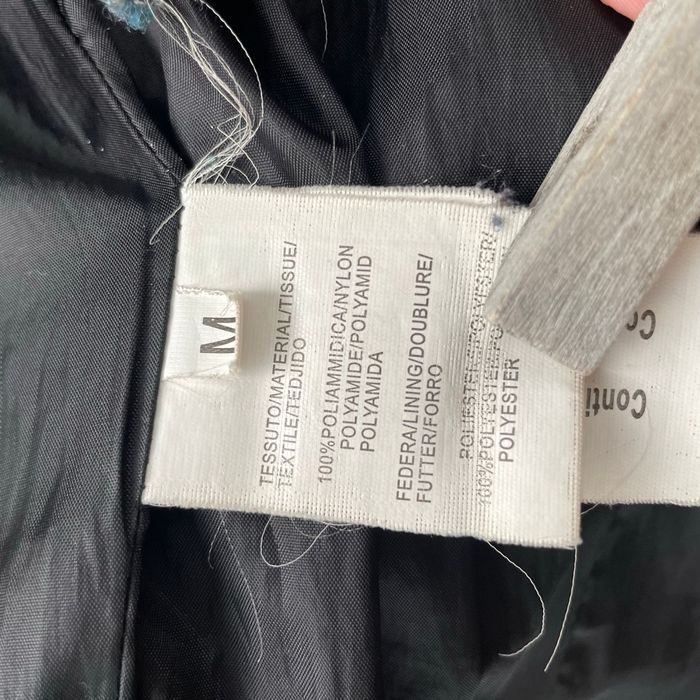 M
TESSUTO/MATERIAL/TISSUE/
TEXTILE/TEDJIDO
100%POLIAMMIDICA/NYLON
POLYAMIDE/POLYAMID
POLYAMIDA
FEDERA/LINING/DOUBLURE/
FUTTER/FORRO
100%POLYESTER/
POLYESTER
Co
Conti